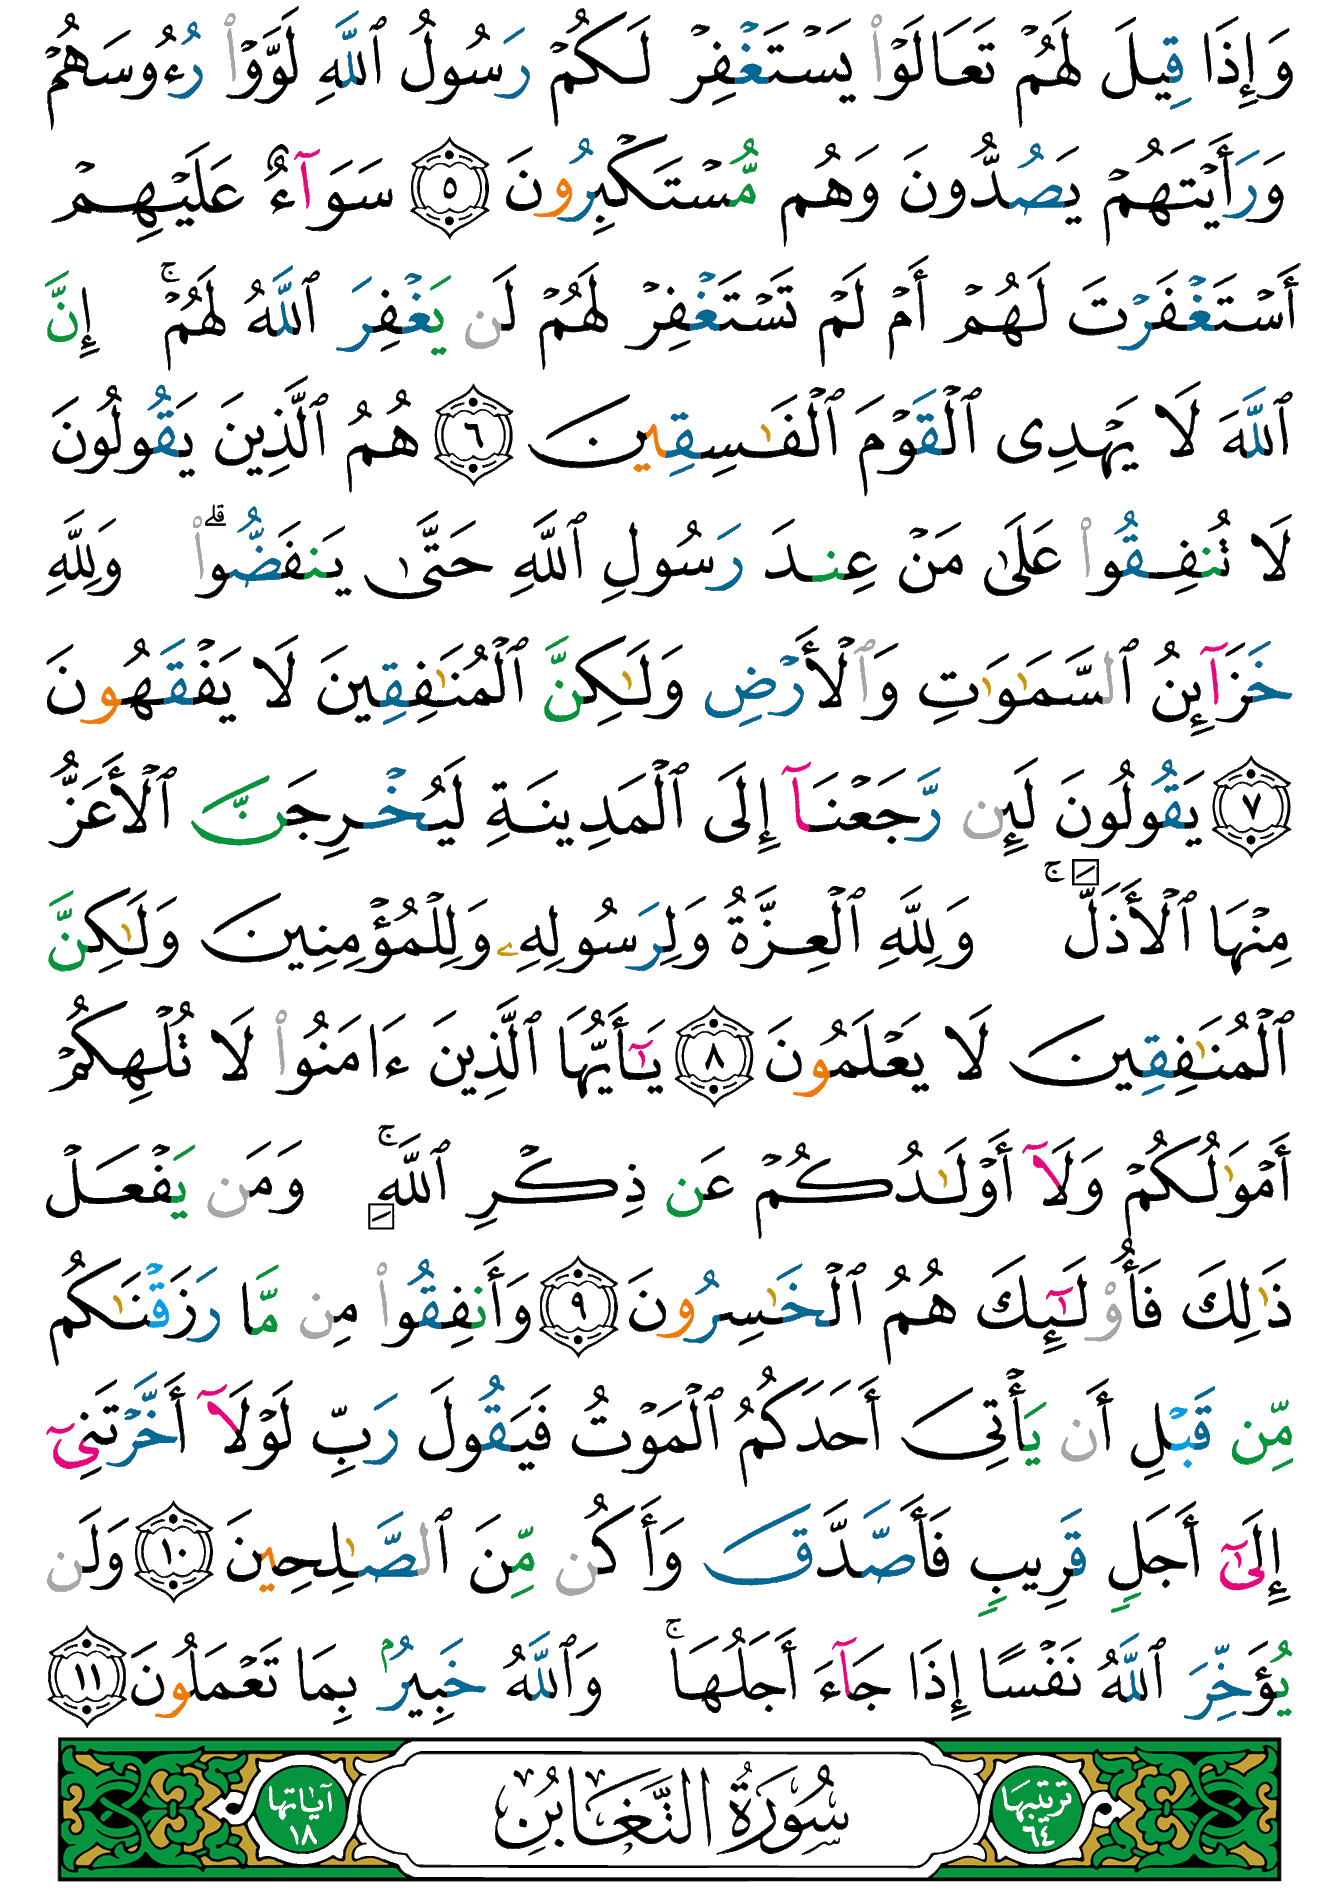 وَإِذَا قِيلَ لَهُمْ تَعَالَوْا۟ يَسْتَغْفِرْ لَكُمْ رَسُولُ ٱللَّهِ لَوَّوْا۟ رُءُوسَهُمْ
وَرَأَيْتَهُمْ يَصُدُّونَ وَهُم مُّسْتَكْبِرُونَ ٥ سَوَآءٌ عَلَيْهِمْ
أَسْتَغْفَرْتَ لَهُمْ أَمْ لَمْ تَسْتَغْفِرْ لَهُمْ لَن يَغْفِرَ ٱللَّهُ لَهُمْ ۚ إِنَّ
ٱللَّهَ لَا يَهْدِى ٱلْقَوْمَ ٱلْفَـٰسِقِينَ ٦ هُمُ ٱلَّذِينَ يَقُولُونَ
لَا تُنفِقُوا۟ عَلَىٰ مَنْ عِندَ رَسُولِ ٱللَّهِ حَتَّىٰ يَنفَضُّوا۟ ۗ وَلِلَّهِ
خَزَآئِنُ ٱلسَّمَـٰوَٰتِ وَٱلْأَرْضِ وَلَـٰكِنَّ ٱلْمُنَـٰفِقِينَ لَا يَفْقَهُونَ
٧ يَقُولُونَ لَئِن رَّجَعْنَآ إِلَى ٱلْمَدِينَةِ لَيُخْرِجَنَّ ٱلْأَعَزُّ
مِنْهَا ٱلْأَذَلَّ ۚ وَلِلَّهِ ٱلْعِزَّةُ وَلِرَسُولِهِۦ وَلِلْمُؤْمِنِينَ وَلَـٰكِنَّ
ٱلْمُنَـٰفِقِينَ لَا يَعْلَمُونَ ٨ يَـٰٓأَيُّهَا ٱلَّذِينَ ءَامَنُوا۟ لَا تُلْهِكُمْ
أَمْوَٰلُكُمْ وَلَآ أَوْلَـٰدُكُمْ عَن ذِكْرِ ٱللَّهِ ۚ وَمَن يَفْعَلْ
ذَٰلِكَ فَأُو۟لَـٰٓئِكَ هُمُ ٱلْخَـٰسِرُونَ ٩ وَأَنفِقُوا۟ مِن مَّا رَزَقْنَـٰكُم
مِّن قَبْلِ أَن يَأْتِىَ أَحَدَكُمُ ٱلْمَوْتُ فَيَقُولَ رَبِّ لَوْلَآ أَخَّرْتَنِىٓ
إِلَىٰٓ أَجَلٍ قَرِيبٍ فَأَصَّدَّقَ وَأَكُن مِّنَ ٱلصَّـٰلِحِينَ ١٠ وَلَن
يُؤَخِّرَ ٱللَّهُ نَفْسًا إِذَا جَآءَ أَجَلُهَا ۚ وَٱللَّهُ خَبِيرٌۢ بِمَا تَعْمَلُونَ ١١
ترتيبها ٦٤ سُورَةُ التَّغَابُنِ آياتها ١٨